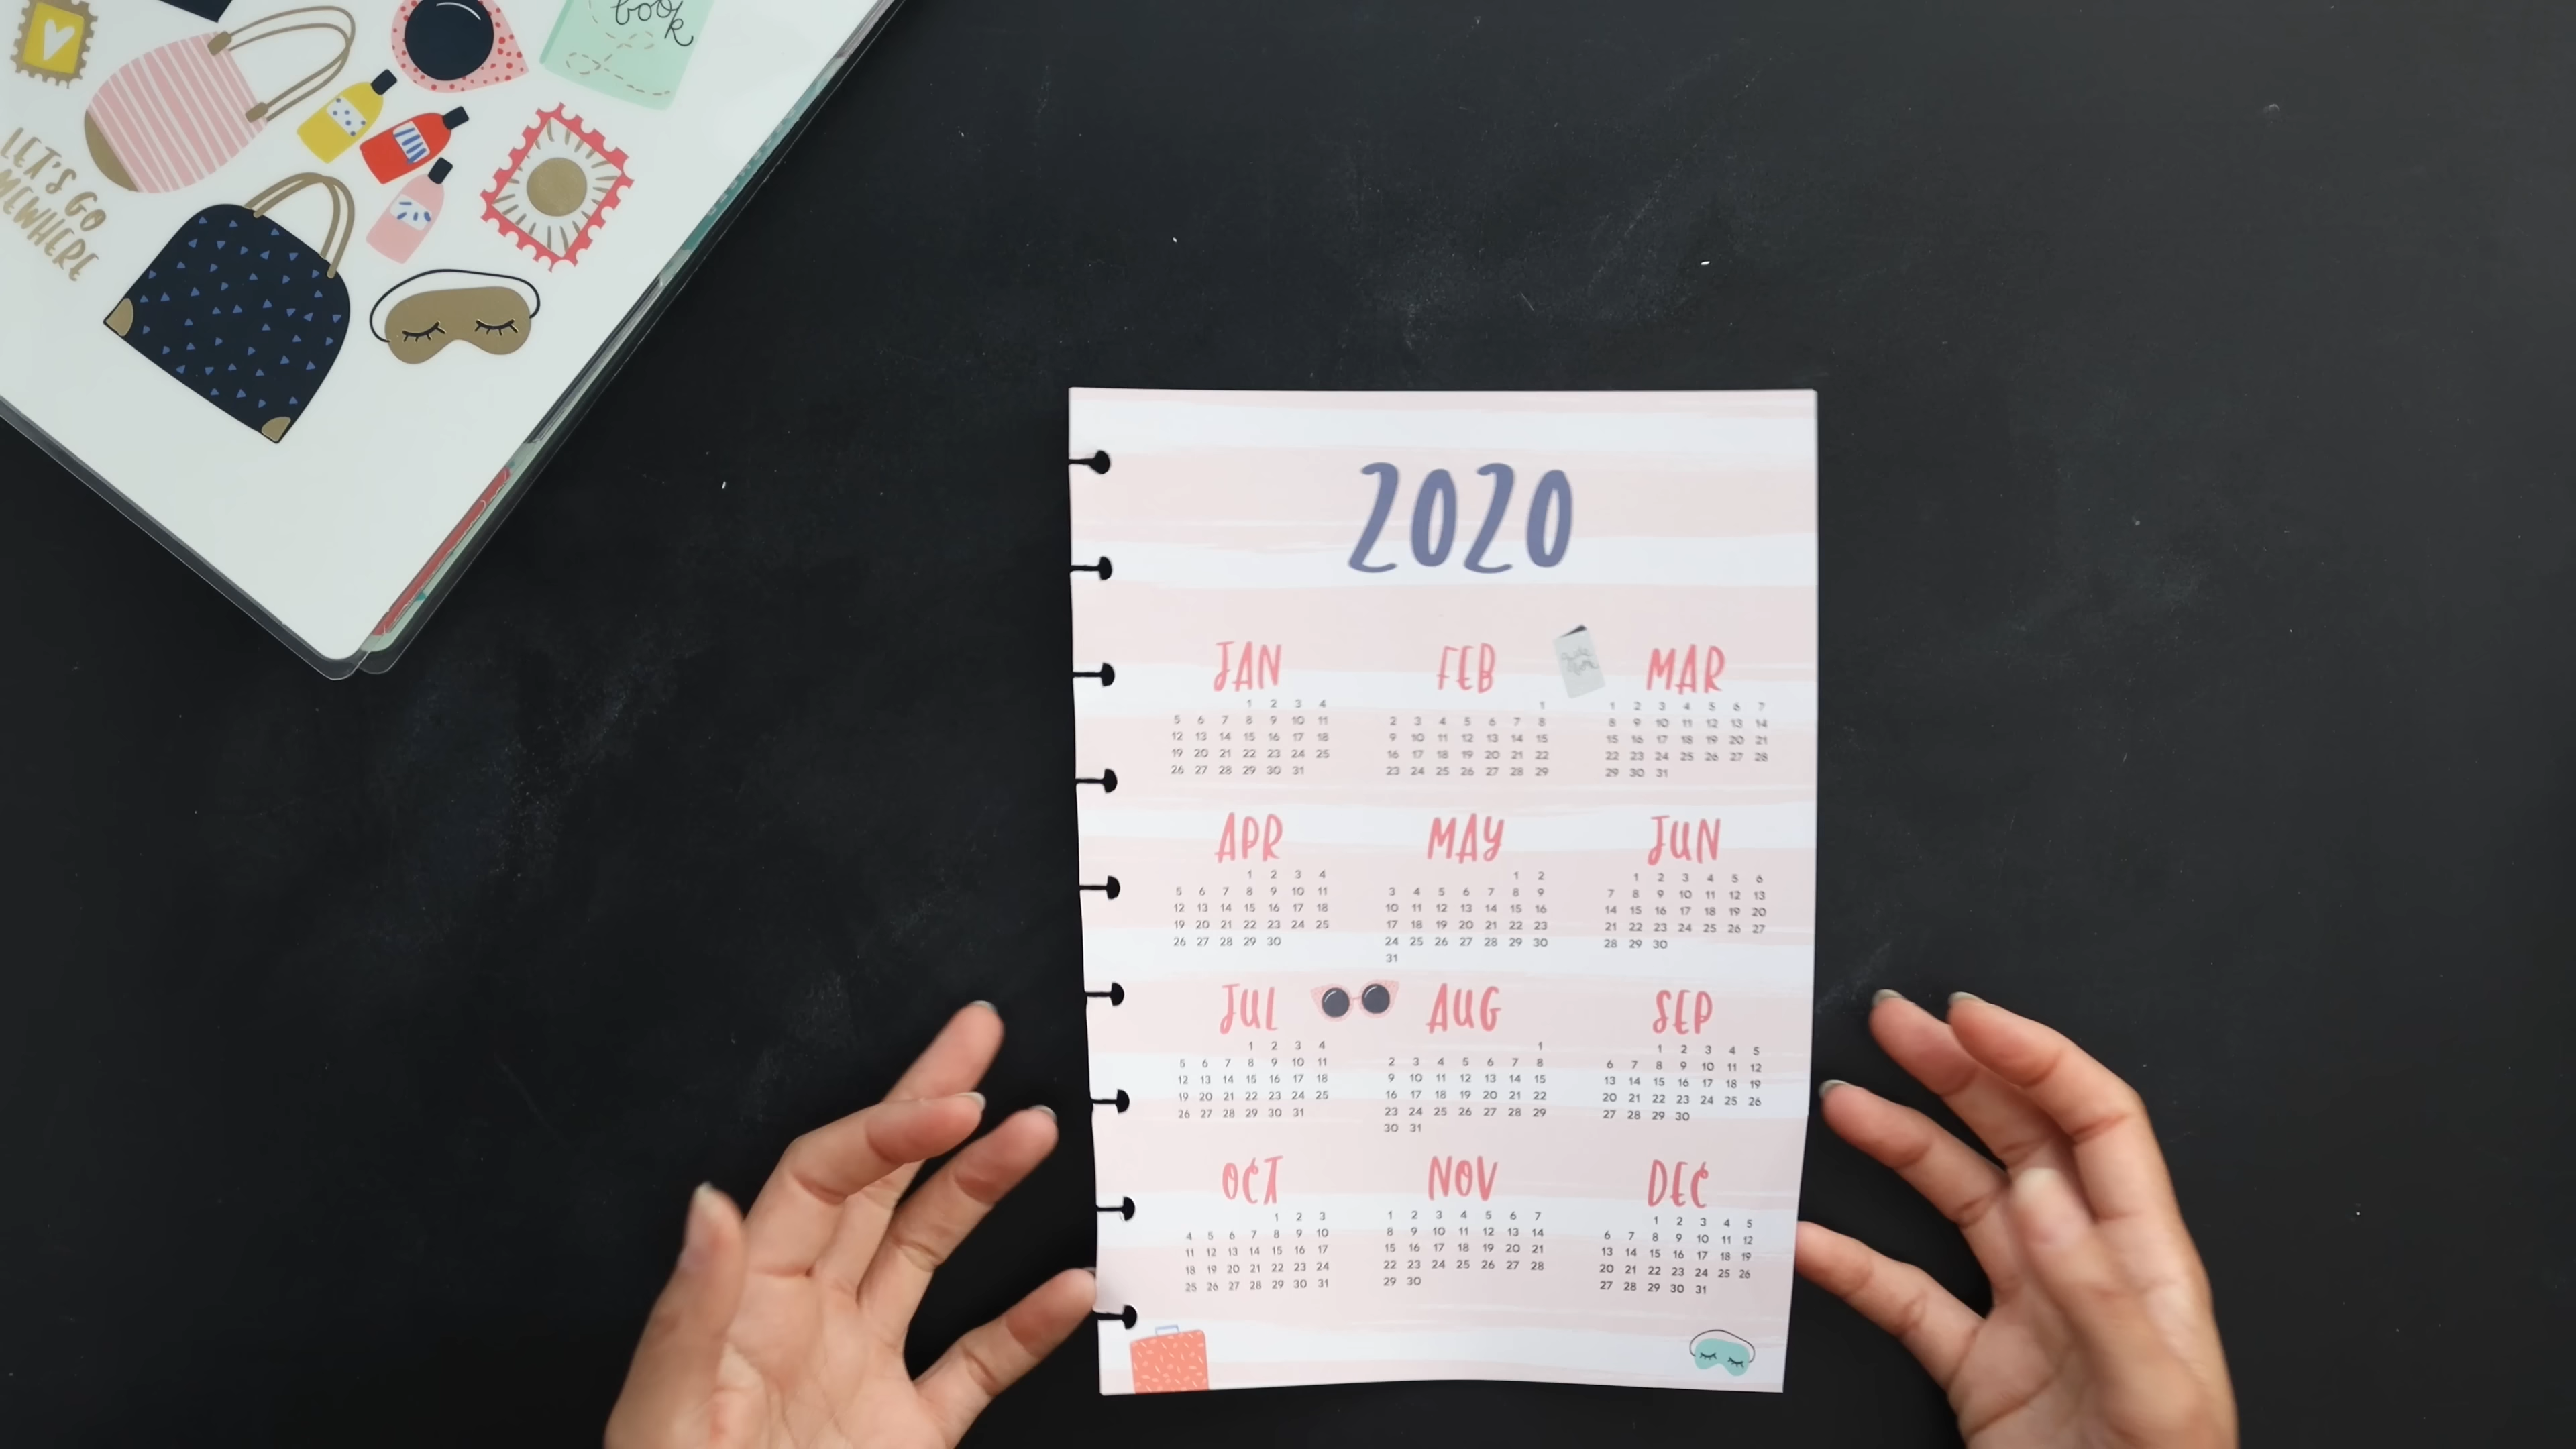 book
LET'S GO
MEWHERE
2020
JAN FEB MAR
1 2 3 4
5 6 7 8 9 10 11
12 13 14 15 16 17 18
19 20 21 22 23 24 25
26 27 28 29 30 31
1
2 3 4 5 6 7 8
9 10 11 12 13 14 15
16 17 18 19 20 21 22
23 24 25 26 27 28 29
1 2 3 4 5 6 7
8 9 10 11 12 13 14
15 16 17 18 19 20 21
22 23 24 25 26 27 28
29 30 31
APR MAY JUN
1 2 3 4
5 6 7 8 9 10 11
12 13 14 15 16 17 18
19 20 21 22 23 24 25
26 27 28 29 30
1 2
3 4 5 6 7 8 9
10 11 12 13 14 15 16
17 18 19 20 21 22 23
24 25 26 27 28 29 30
31
1 2 3 4 5 6
7 8 9 10 11 12 13
14 15 16 17 18 19 20
21 22 23 24 25 26 27
28 29 30
JUL AUG SEP
1 2 3 4
5 6 7 8 9 10 11
12 13 14 15 16 17 18
19 20 21 22 23 24 25
26 27 28 29 30 31
1
2 3 4 5 6 7 8
9 10 11 12 13 14 15
16 17 18 19 20 21 22
23 24 25 26 27 28 29
30 31
1 2 3 4 5
6 7 8 9 10 11 12
13 14 15 16 17 18 19
20 21 22 23 24 25 26
27 28 29 30
OCT NOV DEC
1 2 3
4 5 6 7 8 9 10
11 12 13 14 15 16 17
18 19 20 21 22 23 24
25 26 27 28 29 30 31
1 2 3 4 5 6 7
8 9 10 11 12 13 14
15 16 17 18 19 20 21
22 23 24 25 26 27 28
29 30
1 2 3 4 5
6 7 8 9 10 11 12
13 14 15 16 17 18 19
20 21 22 23 24 25 26
27 28 29 30 31